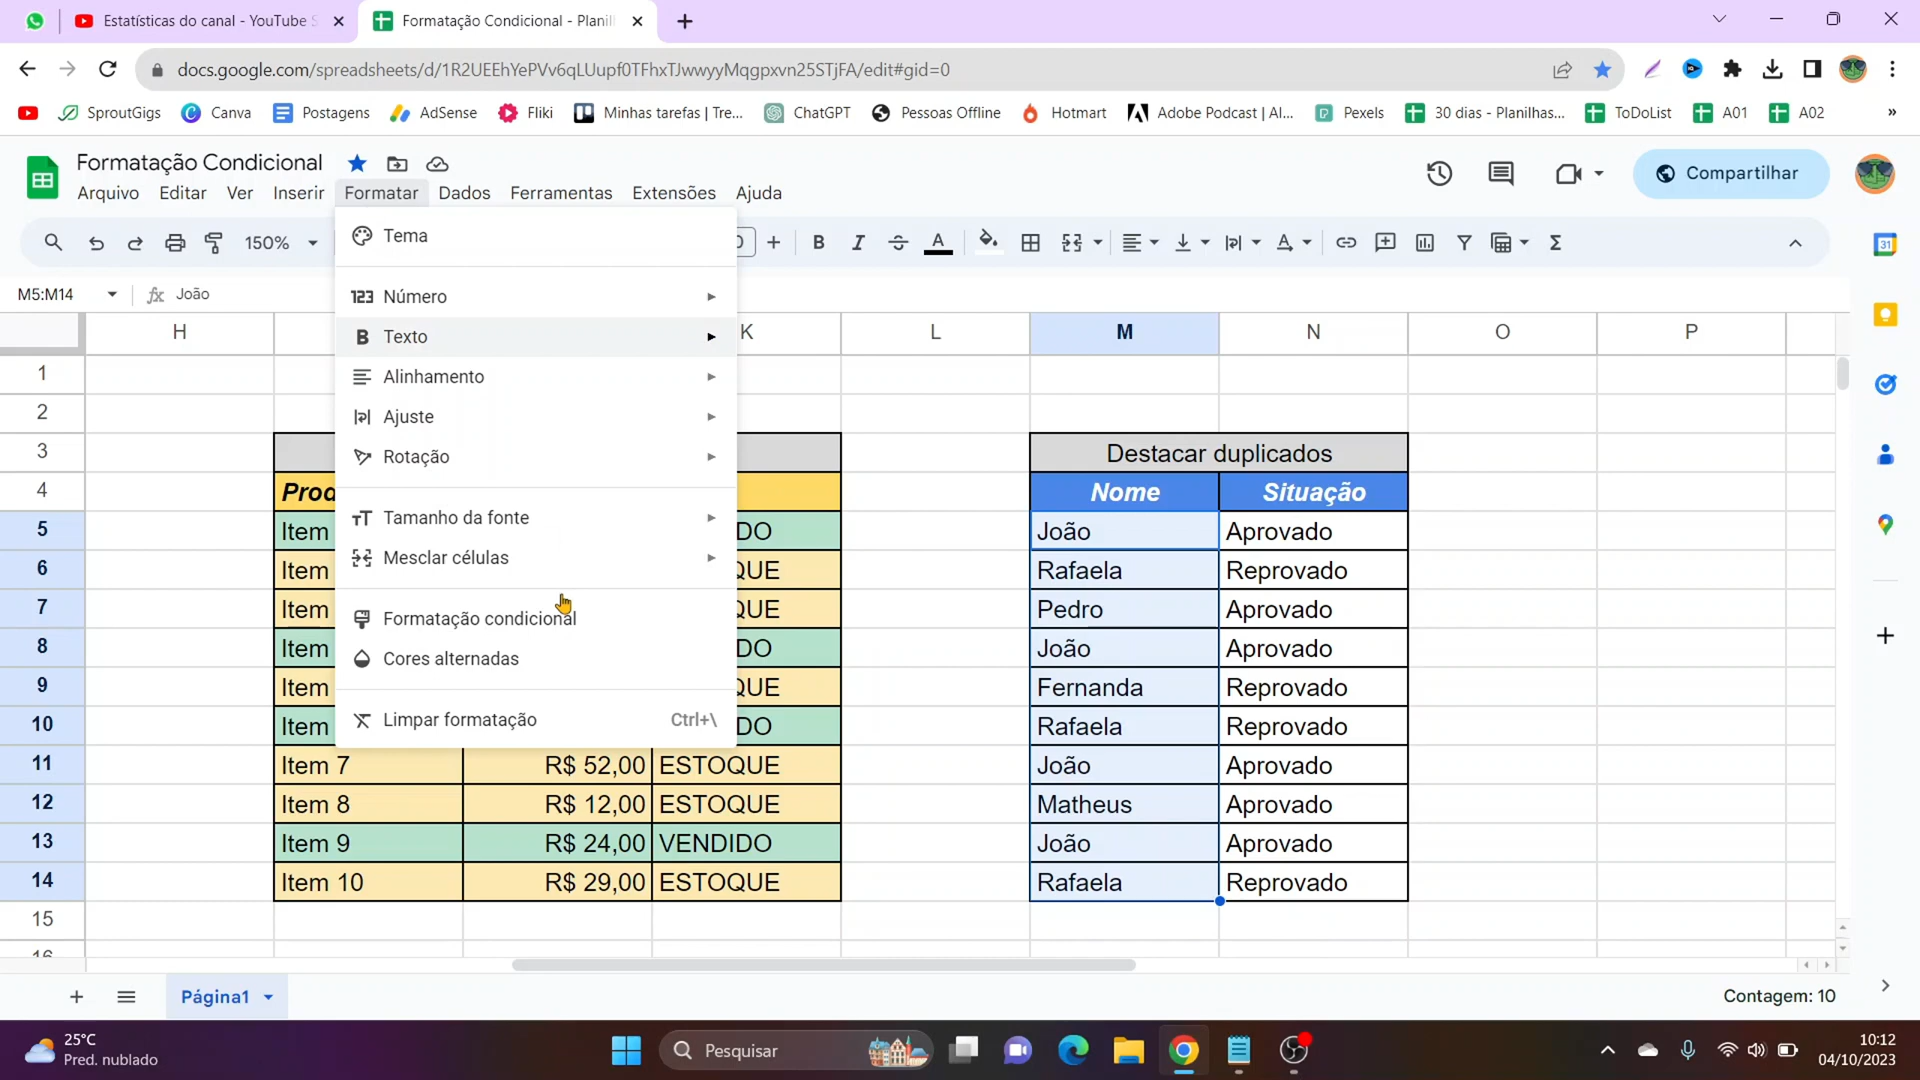 Estatísticas do canal - YouTube S
Formatação Condicional - Planil
docs.google.com/spreadsheets/d/1R2UEEhYePVv6qLUupf0TFhxTJwwyyMqgpxvn25STjFA/edit#gid=0
SproutGigs
Canva
Postagens
AdSense
Fliki
Minhas tarefas | Tre...
ChatGPT
Pessoas Offline
Hotmart
Adobe Podcast | AI...
Pexels
30 dias - Planilhas...
ToDoList
A01
A02
»
Formatação Condicional
Arquivo Editar Ver Inserir Formatar Dados Ferramentas Extensões Ajuda
Compartilhar
150%
Tema
M5:M14
fx João
123 Número
Texto
Alinhamento
Ajuste
Rotação
Tamanho da fonte
Mesclar células
Formatação condicional
Cores alternadas
Limpar formatação Ctrl+\
H K L M N O P
1
2
3 Destacar duplicados
4 Prod Nome Situação
5 Item DO João Aprovado
6 Item QUE Rafaela Reprovado
7 Item QUE Pedro Aprovado
8 Item DO João Aprovado
9 Item QUE Fernanda Reprovado
10 Item DO Rafaela Reprovado
11 Item 7 R$ 52,00 ESTOQUE João Aprovado
12 Item 8 R$ 12,00 ESTOQUE Matheus Aprovado
13 Item 9 R$ 24,00 VENDIDO João Aprovado
14 Item 10 R$ 29,00 ESTOQUE Rafaela Reprovado
15
16
Página1
Contagem: 10
25°C
Pred. nublado
Pesquisar
10:12
04/10/2023